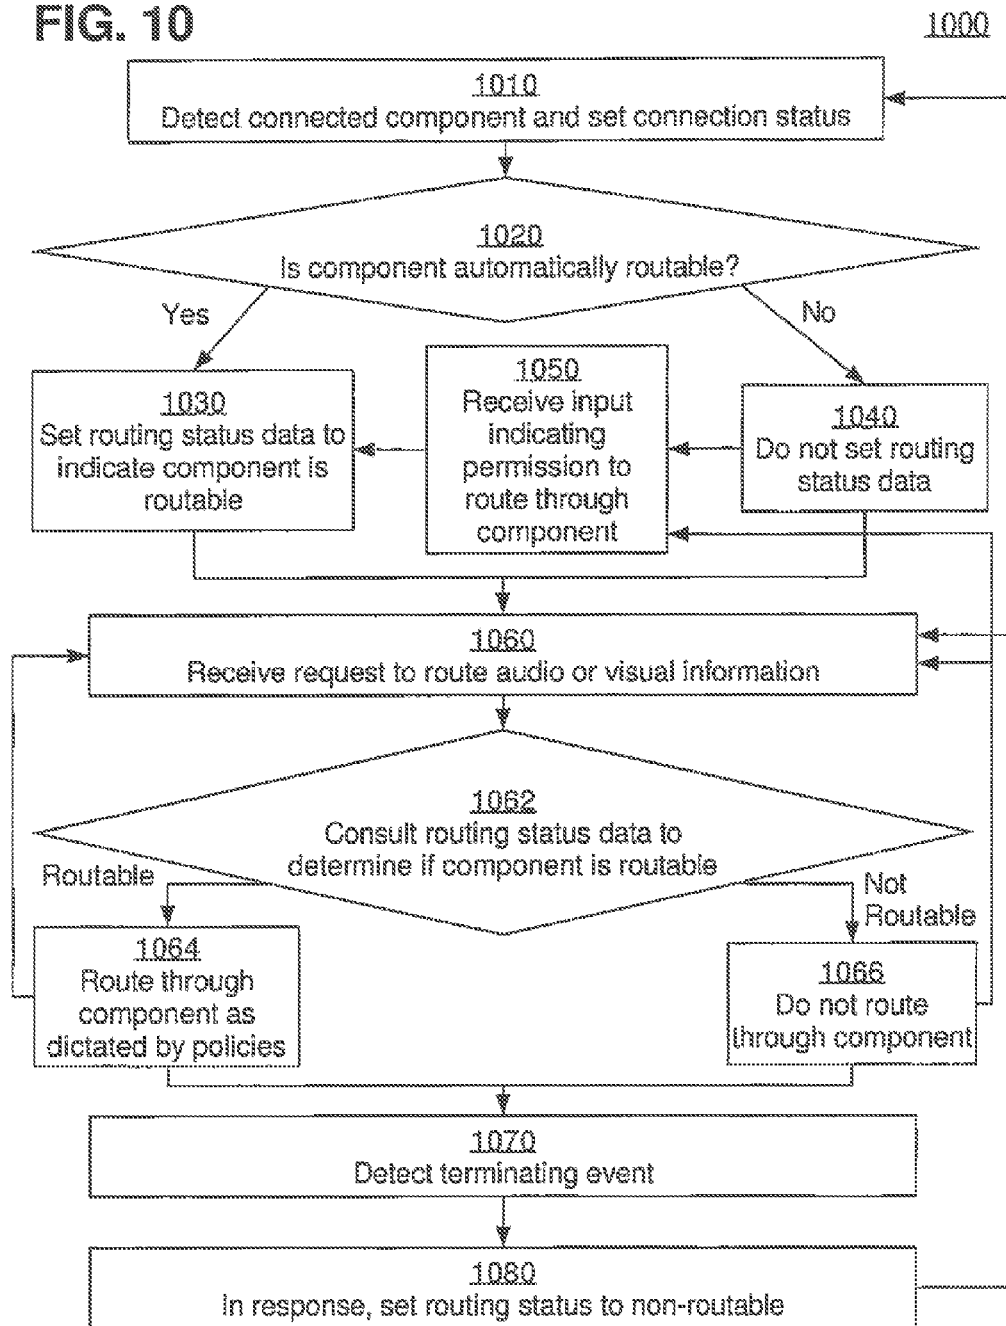 FIG. 10
1000
1010
Detect connected component and set connection status
1020
Is component automatically routable?
Yes
No
1030
Set routing status data to
indicate component is
routable
1050
Receive input
indicating
permission to
route through
component
1040
Do not set routing
status data
1060
Receive request to route audio or visual information
1062
Consult routing status data to
determine if component is routable
Routable
Not
Routable
1064
Route through
component as
dictated by policies
1066
Do not route
through component
1070
Detect terminating event
1080
In response, set routing status to non-routable